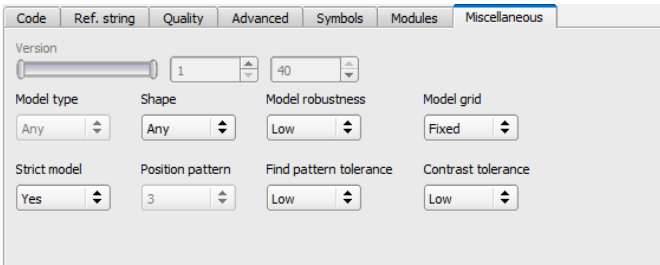 Code Ref. string Quality Advanced Symbols Modules Miscellaneous
Version
1 40
Model type Shape Model robustness Model grid
Any Any Low Fixed
Strict model Position pattern Find pattern tolerance Contrast tolerance
Yes 3 Low Low